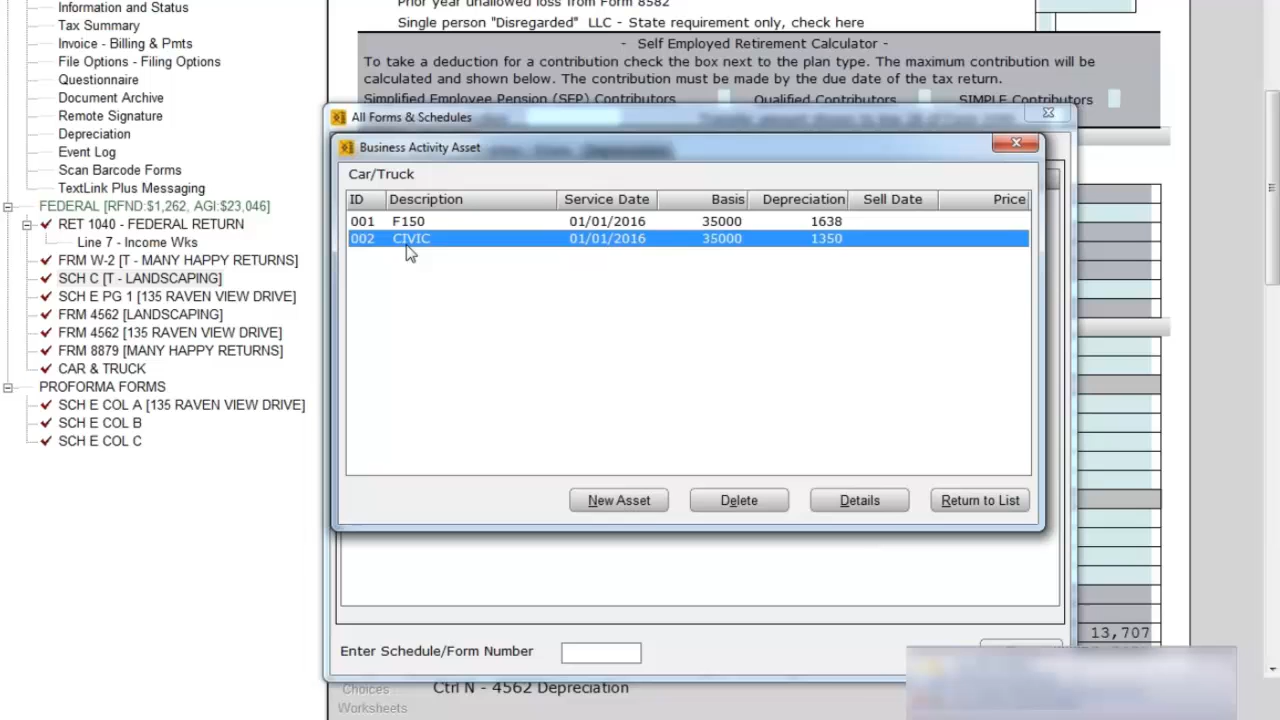 Information and Status
Tax Summary
Invoice - Billing & Pmts
File Options - Filing Options
Questionnaire
Document Archive
Remote Signature
Depreciation
Event Log
Scan Barcode Forms
TextLink Plus Messaging
FEDERAL [RFND:$1,262, AGI:$23,046]
RET 1040 - FEDERAL RETURN
Line 7 - Income Wks
FRM W-2 [T - MANY HAPPY RETURNS]
SCH C [T - LANDSCAPING]
SCH E PG 1 [135 RAVEN VIEW DRIVE]
FRM 4562 [LANDSCAPING]
FRM 4562 [135 RAVEN VIEW DRIVE]
FRM 8879 [MANY HAPPY RETURNS]
CAR & TRUCK
PROFORMA FORMS
SCH E COL A [135 RAVEN VIEW DRIVE]
SCH E COL B
SCH E COL C
Prior year unallowed loss from Form 8582
Single person "Disregarded" LLC - State requirement only, check here
- Self Employed Retirement Calculator -
To take a deduction for a contribution check the box next to the plan type. The maximum contribution will be
calculated and shown below. The contribution must be made by the due date of the tax return.
Simplified Employee Pension (SEP) Contributors Qualified Contributors SIMPLE Contributors
All Forms & Schedules
Business Activity Asset
Car/Truck
ID Description Service Date Basis Depreciation Sell Date Price
001 F150 01/01/2016 35000 1638
002 CIVIC 01/01/2016 35000 1350
New Asset Delete Details Return to List
13,707
Enter Schedule/Form Number
Choices Ctrl N - 4562 Depreciation
Worksheets